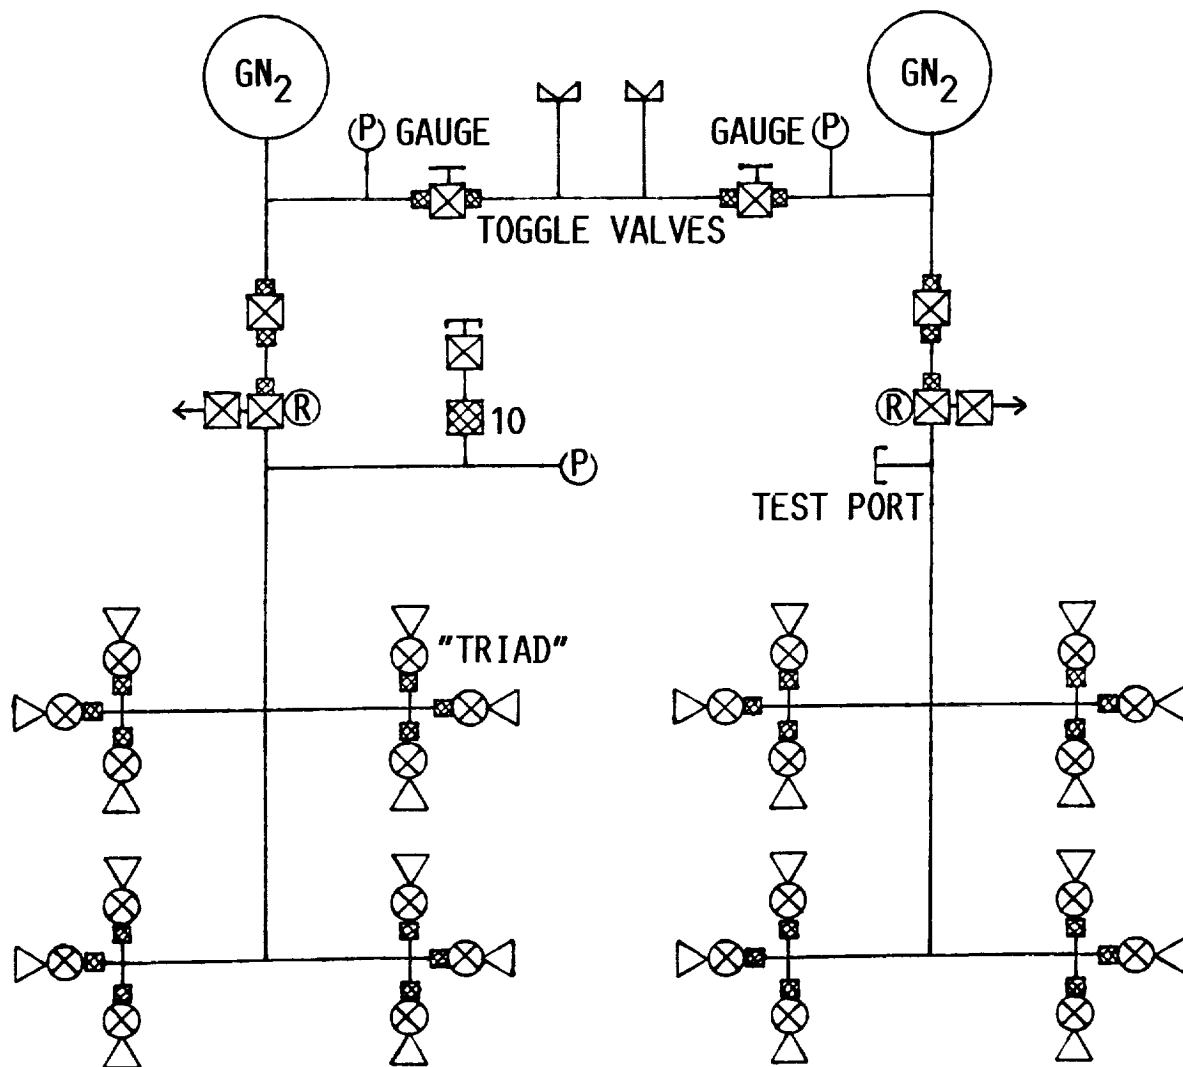 GN2 GN2
P GAUGE GAUGE P
TOGGLE VALVES
R R
10
P
TEST PORT
"TRIAD"